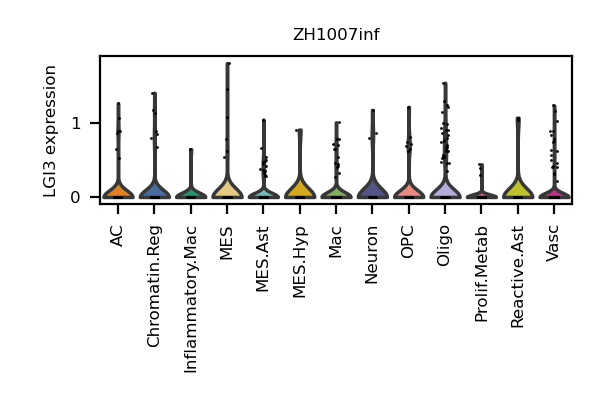 ZH1007inf
LGI3 expression
1
0
AC
Chromatin.Reg
Inflammatory.Mac
MES
MES.Ast
MES.Hyp
Mac
Neuron
OPC
Oligo
Prolif.Metab
Reactive.Ast
Vasc